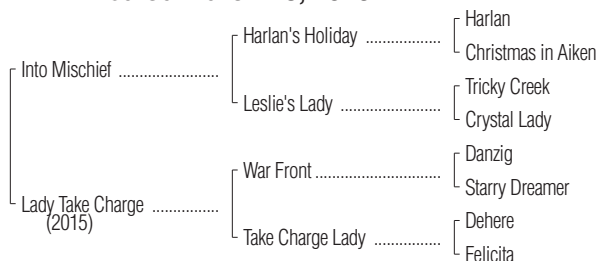 Harlan
Harlan's Holiday ..................
Christmas in Aiken
Into Mischief ........................
Tricky Creek
Leslie's Lady ........................
Crystal Lady
Danzig
War Front ..............................
Starry Dreamer
Lady Take Charge ................
(2015)
Dehere
Take Charge Lady ................
Felicita